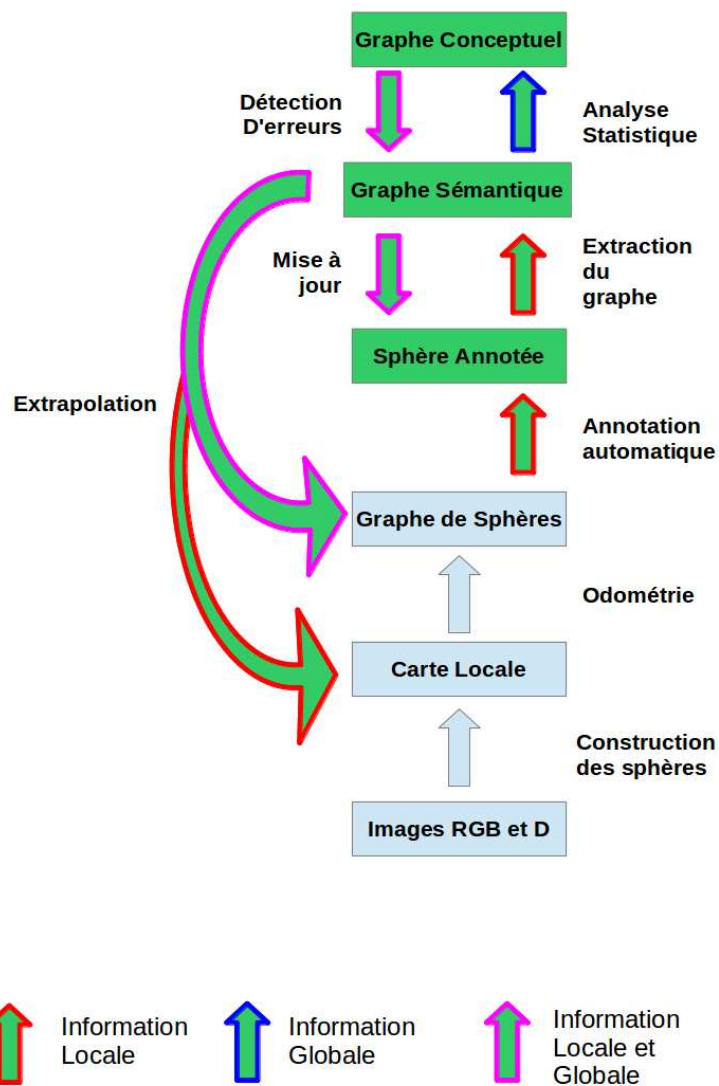 Graphe Conceptuel
Détection
D'erreurs
Analyse
Statistique
Graphe Sémantique
Mise à
jour
Extraction
du
graphe
Sphère Annotée
Extrapolation
Annotation
automatique
Graphe de Sphères
Odométrie
Carte Locale
Construction
des sphères
Images RGB et D
Information
Locale
Information
Globale
Information
Locale et
Globale